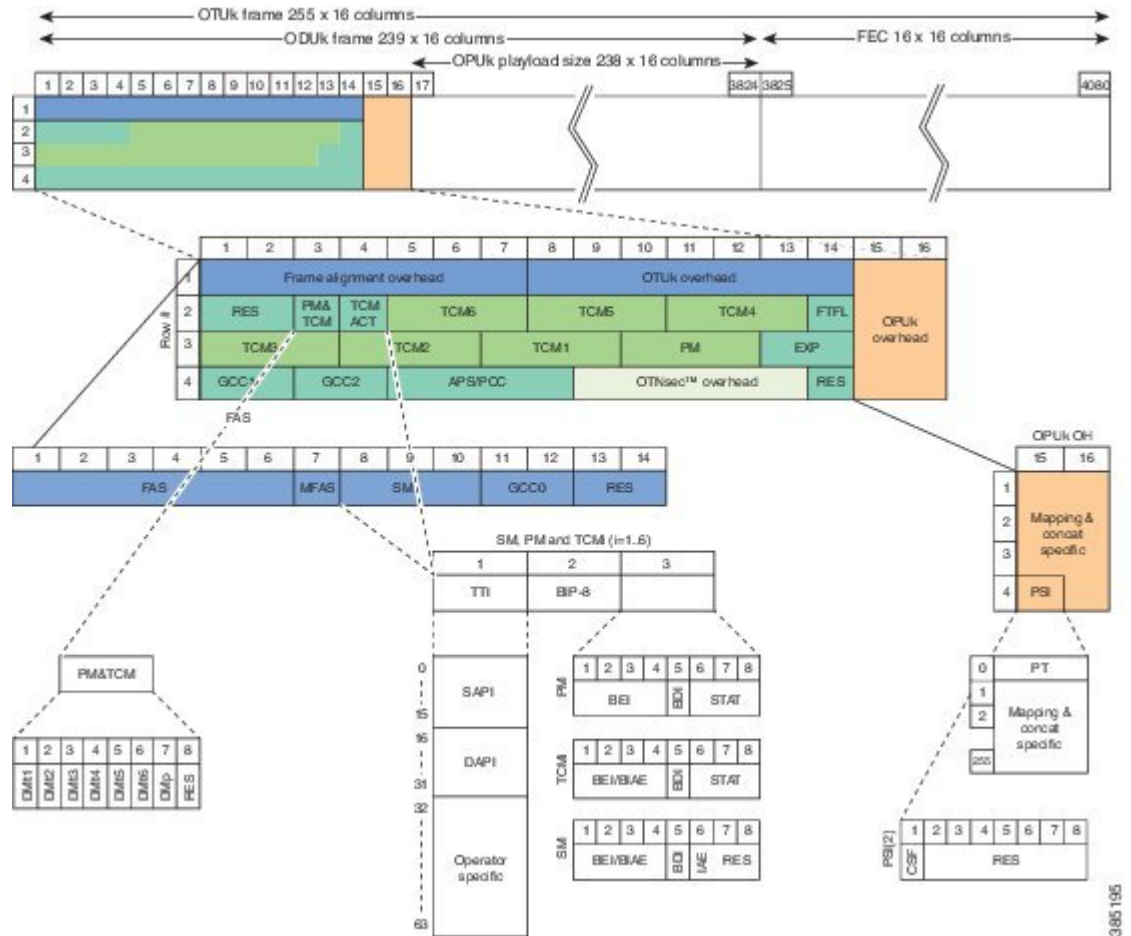 OTUk frame 255 x 16 columns
ODUk frame 239 x 16 columns
FEC 16 x 16 columns
OPUk playload size 238 x 16 columns
1 2 3 4 5 6 7 8 9 10 11 12 13 14 15 16 17 3824 3825 4080
1
2
3
4
1 2 3 4 5 6 7 8 9 10 11 12 13 14 15 16
Row #
1 Frame alignment overhead OTUk overhead
2 RES PM& TCM TCM ACT TCM6 TCM5 TCM4 FTFL
OPUk overhead
3 TCM3 TCM2 TCM1 PM EXP
4 GCC1 GCC2 APS/PCC OTNsec™ overhead RES
FAS
1 2 3 4 5 6 7 8 9 10 11 12 13 14
FAS MFAS SM GCC0 RES
OPUk OH
15 16
1
2
3
4
Mapping &
concat
specific
PSI
SM, PM and TCMi (i=1..6)
1 2 3
TTI BIP-8
PM&TCM
1 2 3 4 5 6 7 8
DMt1 DMt2 DMt3 DMt4 DMt5 DMt6 DMp RES
0
SAPI
15
16
DAPI
31
32
Operator
specific
63
PM
1 2 3 4 5 6 7 8
BEI BDI STAT
TCMi
1 2 3 4 5 6 7 8
BEI/BIAE BDI STAT
SM
1 2 3 4 5 6 7 8
BEI/BIAE BDI IAE RES
0 PT
1
2
255
Mapping &
concat
specific
PSI(2)
1 2 3 4 5 6 7 8
CSF RES
385195